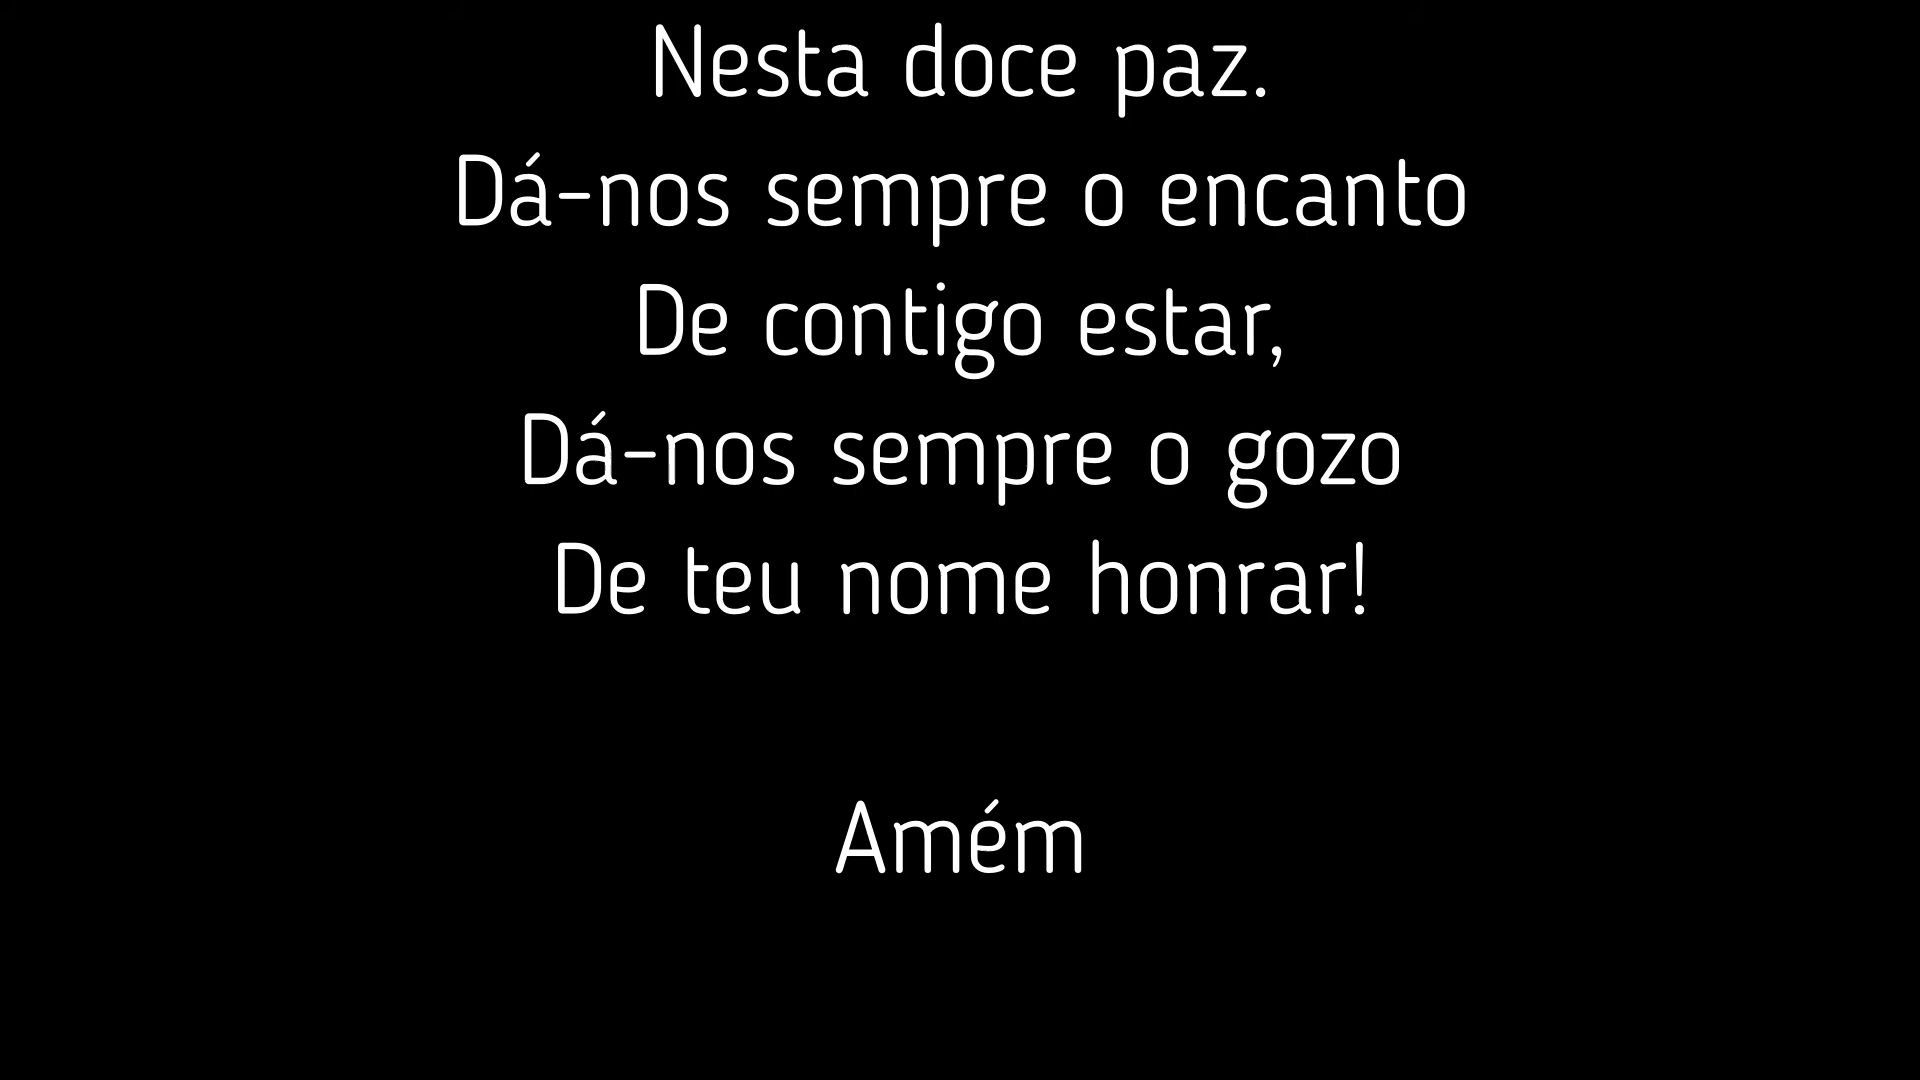 Nesta doce paz.
Dá-nos sempre o encanto
De contigo estar,
Dá-nos sempre o gozo
De teu nome honrar!
Amém